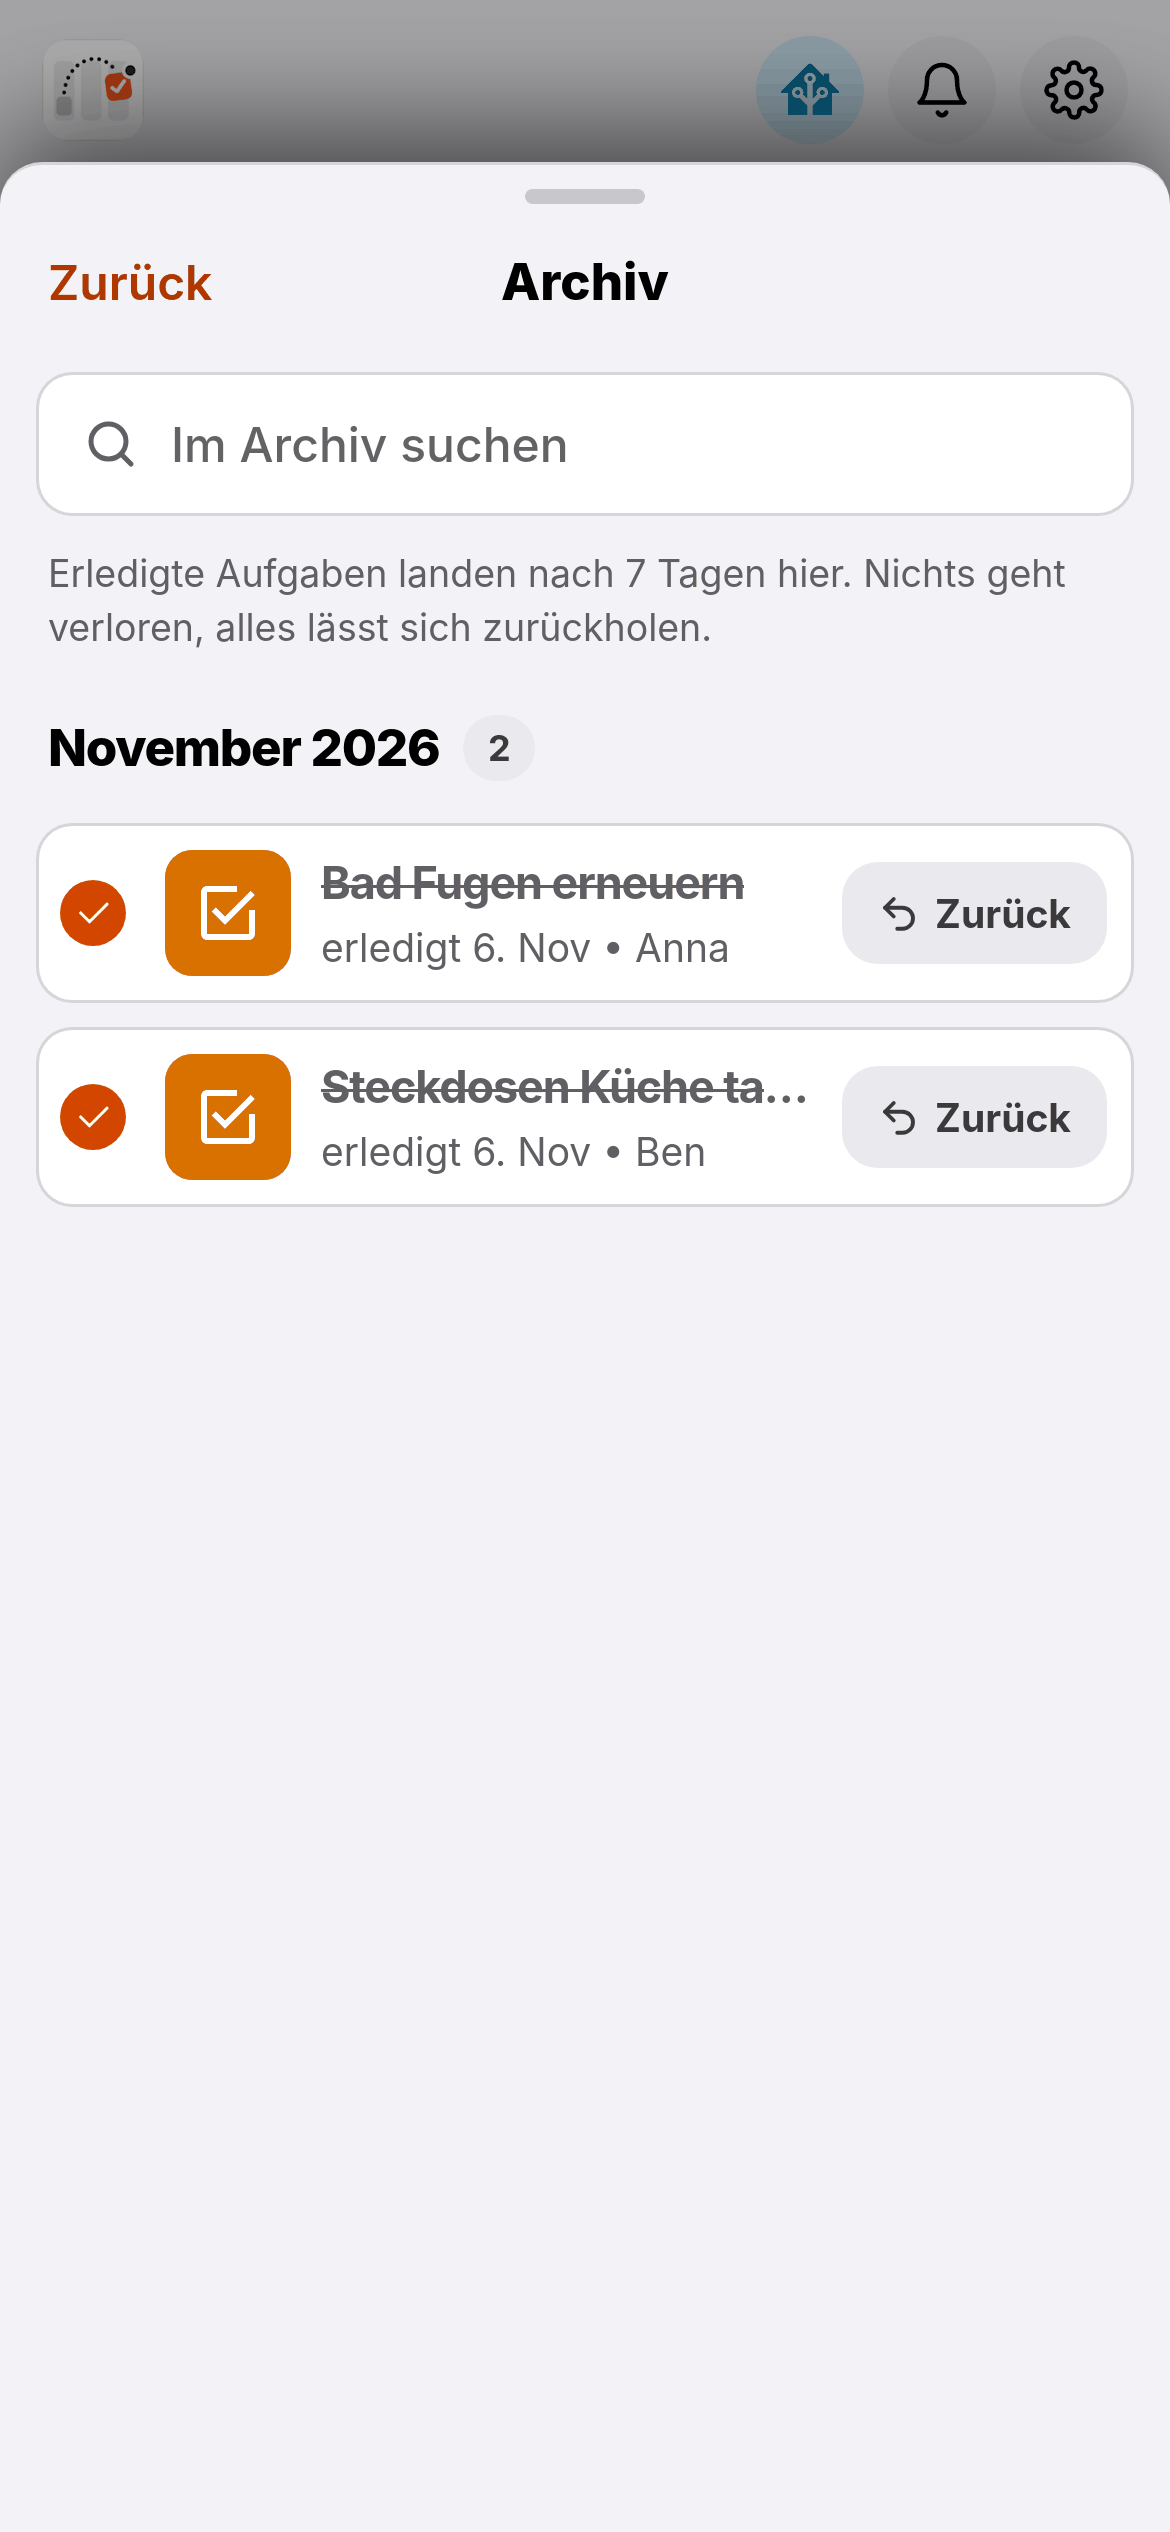 Zurück
Archiv
Im Archiv suchen
Erledigte Aufgaben landen nach 7 Tagen hier. Nichts geht
verloren, alles lässt sich zurückholen.
November 2026 2
Bad Fugen erneuern
erledigt 6. Nov • Anna
Zurück
Steckdosen Küche ta...
erledigt 6. Nov • Ben
Zurück